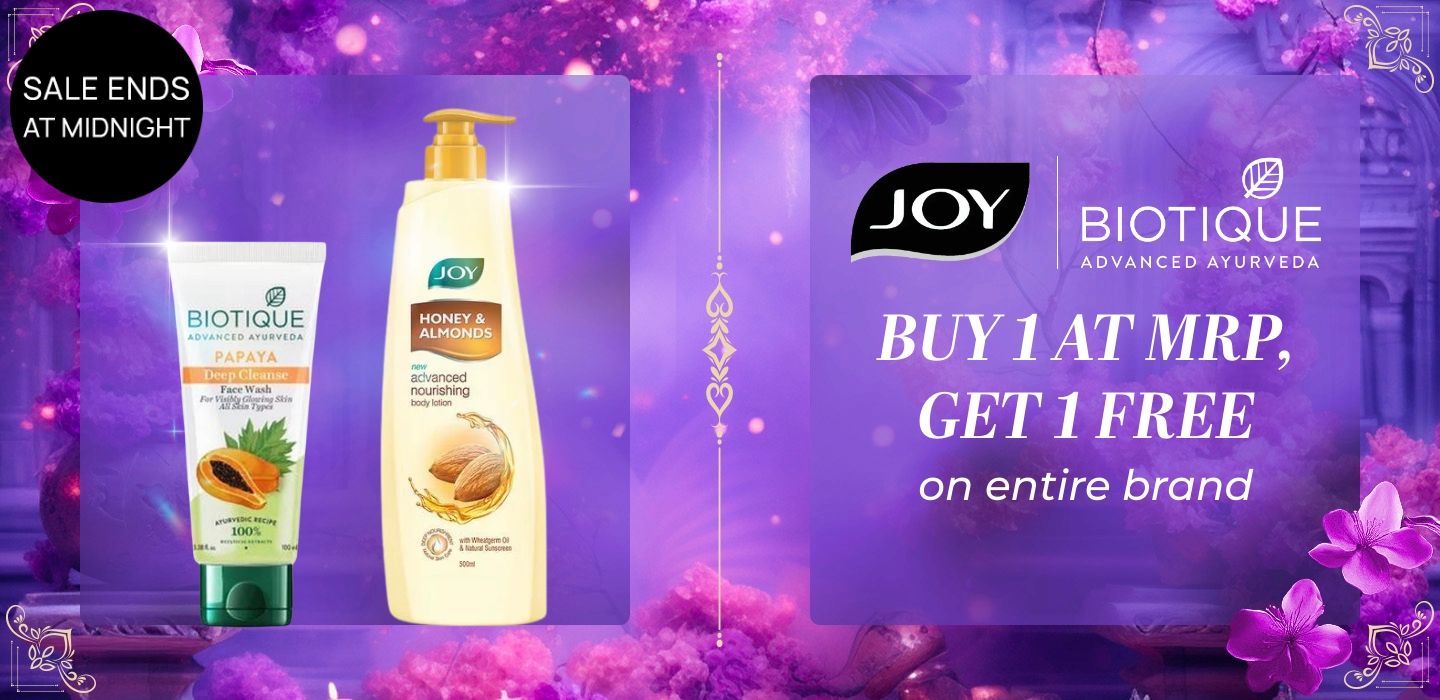 SALE ENDS
AT MIDNIGHT
BIOTIQUE
ADVANCED AYURVEDA
PAPAYA
Deep Cleanse
Face Wash
For Visibly Glowing Skin
All Skin Types
AYURVEDIC RECIPE
100%
JOY
HONEY &
ALMONDS
new
advanced
nourishing
body lotion
DEEP NOURISHMENT
with Wheatgerm Oil
& Natural Sunscreen
500ml
JOY
BIOTIQUE
ADVANCED AYURVEDA
BUY 1 AT MRP,
GET 1 FREE
on entire brand